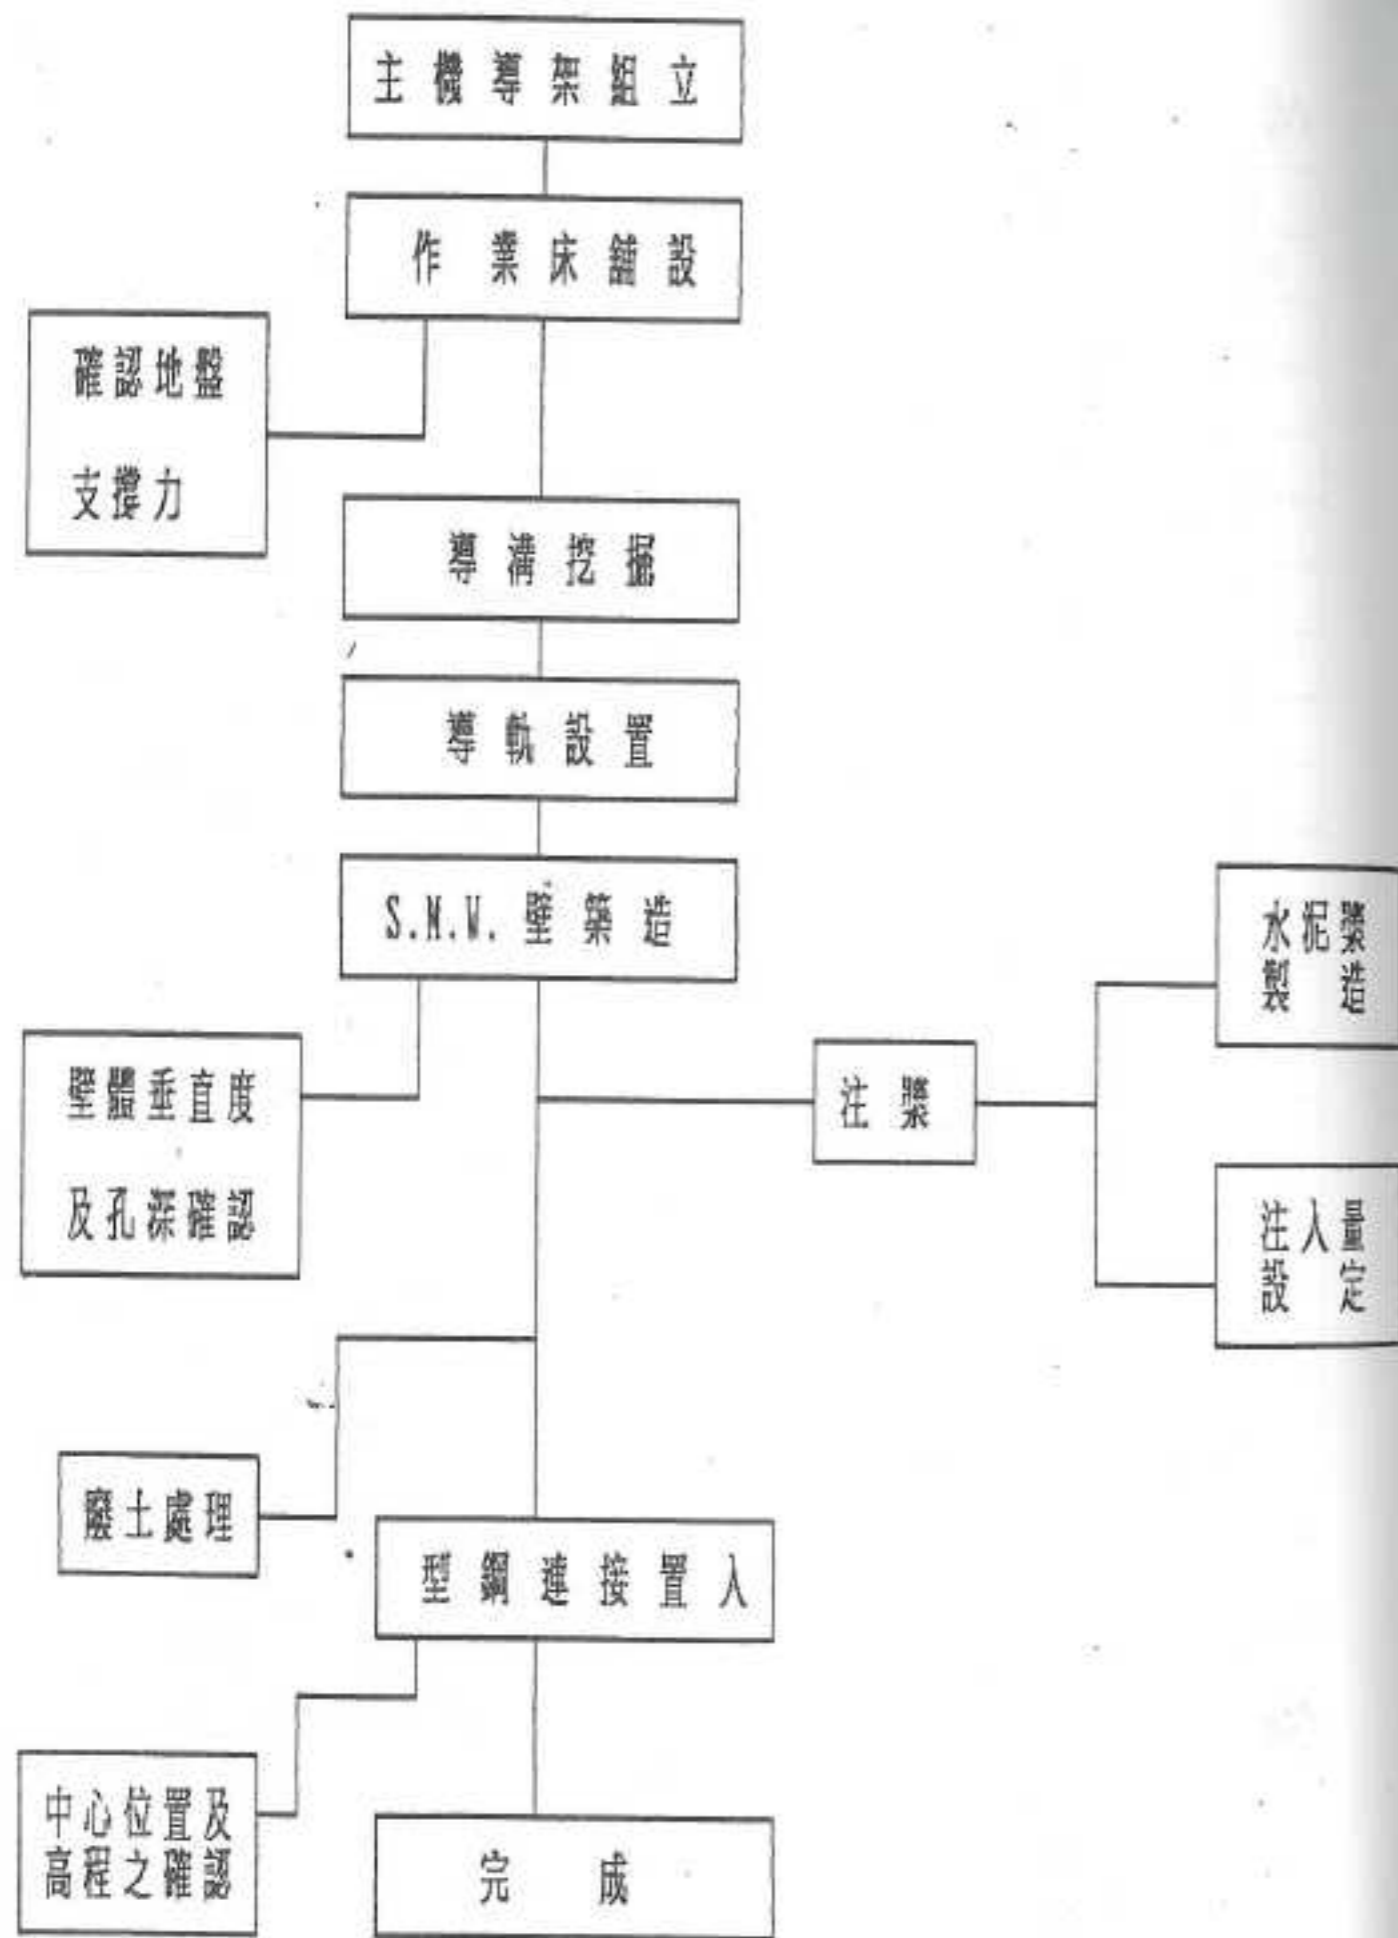 主機導架組立
作業床舖設
確認地盤
支撐力
導溝挖掘
導軌設置
S.M.W.壁築造
水泥漿
製造
壁體垂直度
及孔深確認
注漿
注入量
設定
廢土處理
型鋼連接置入
中心位置及
高程之確認
完成